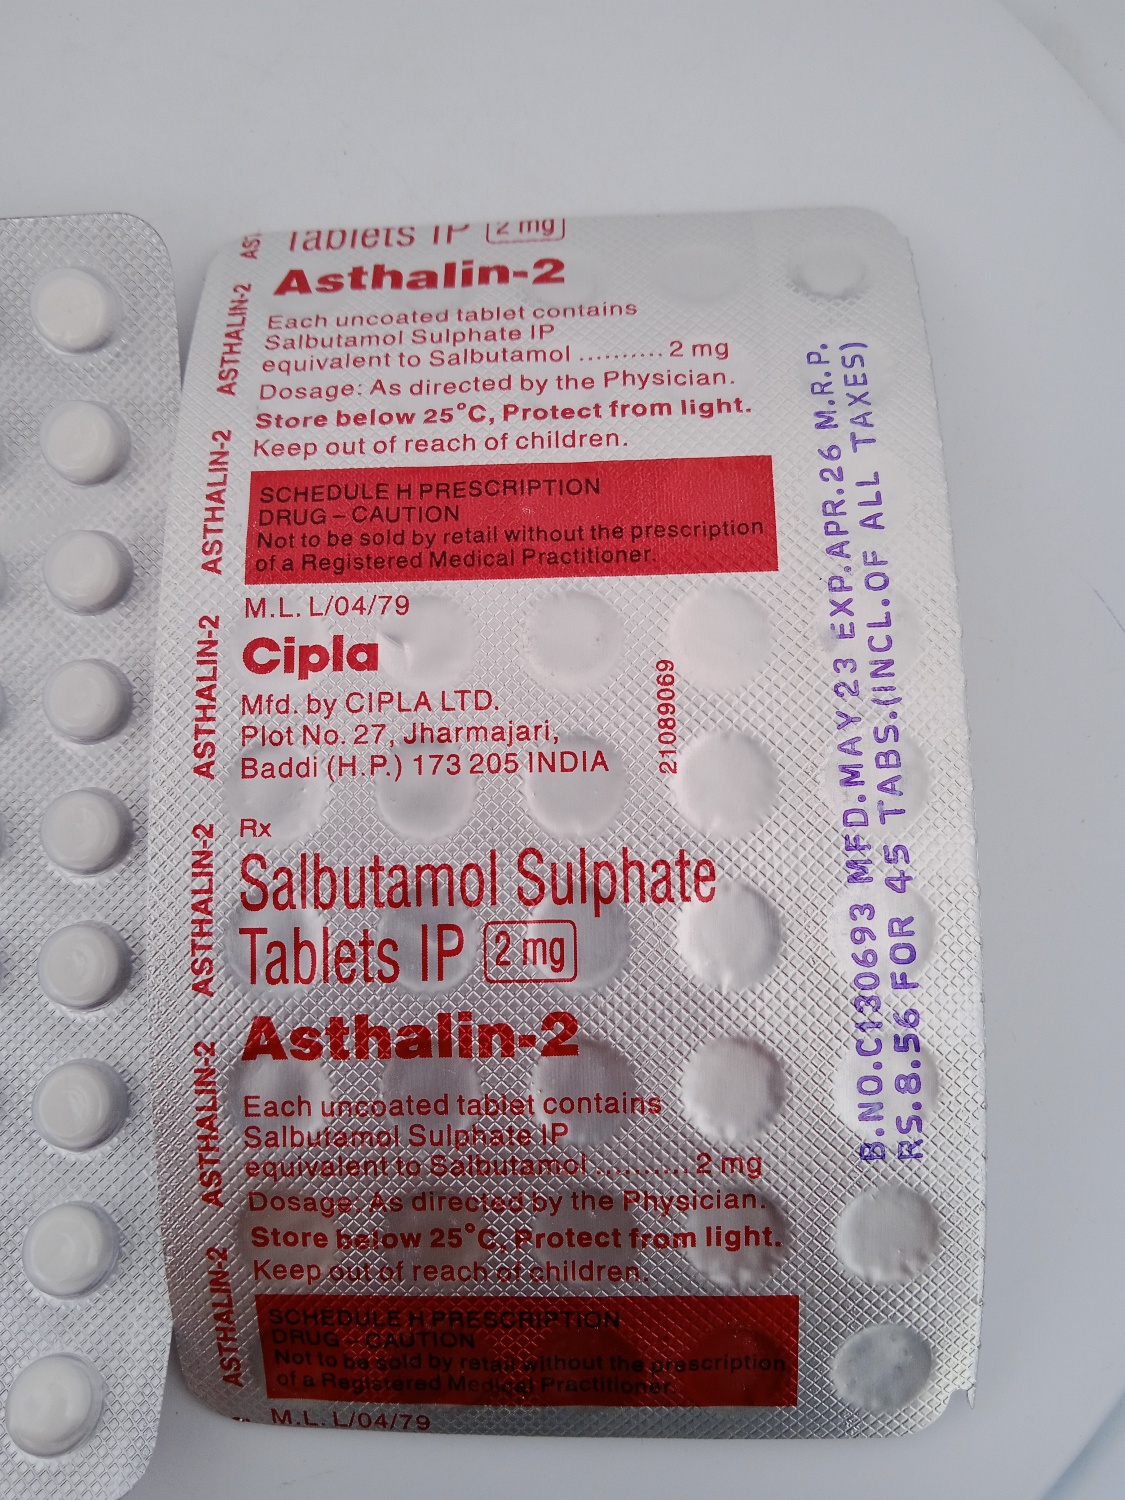 Tablets IP 2 mg
Asthalin-2
Each uncoated tablet contains
Salbutamol Sulphate IP
equivalent to Salbutamol .......... 2 mg
Dosage: As directed by the Physician.
Store below 25°C, Protect from light.
Keep out of reach of children.
SCHEDULE H PRESCRIPTION
DRUG – CAUTION
Not to be sold by retail without the prescription
of a Registered Medical Practitioner.
M.L. L/04/79
Cipla
Mfd. by CIPLA LTD.
Plot No. 27, Jharmajari,
Baddi (H.P.) 173 205 INDIA
21089069
Rx
Salbutamol Sulphate
Tablets IP 2 mg
Asthalin-2
Each uncoated tablet contains
Salbutamol Sulphate IP
equivalent to Salbutamol .......... 2 mg
Dosage: As directed by the Physician.
Store below 25°C, Protect from light.
Keep out of reach of children.
SCHEDULE H PRESCRIPTION
DRUG – CAUTION
Not to be sold by retail without the prescription
of a Registered Medical Practitioner.
M.L. L/04/79
AST
ASTHALIN-2
ASTHALIN-2
ASTHALIN-2
ASTHALIN-2
ASTHALIN-2
ASTHALIN-2
B.NO.C130693 MFD.MAY 23 EXP.APR.26 M.R.P.
RS.8.56 FOR 45 TABS.(INCL.OF ALL TAXES)